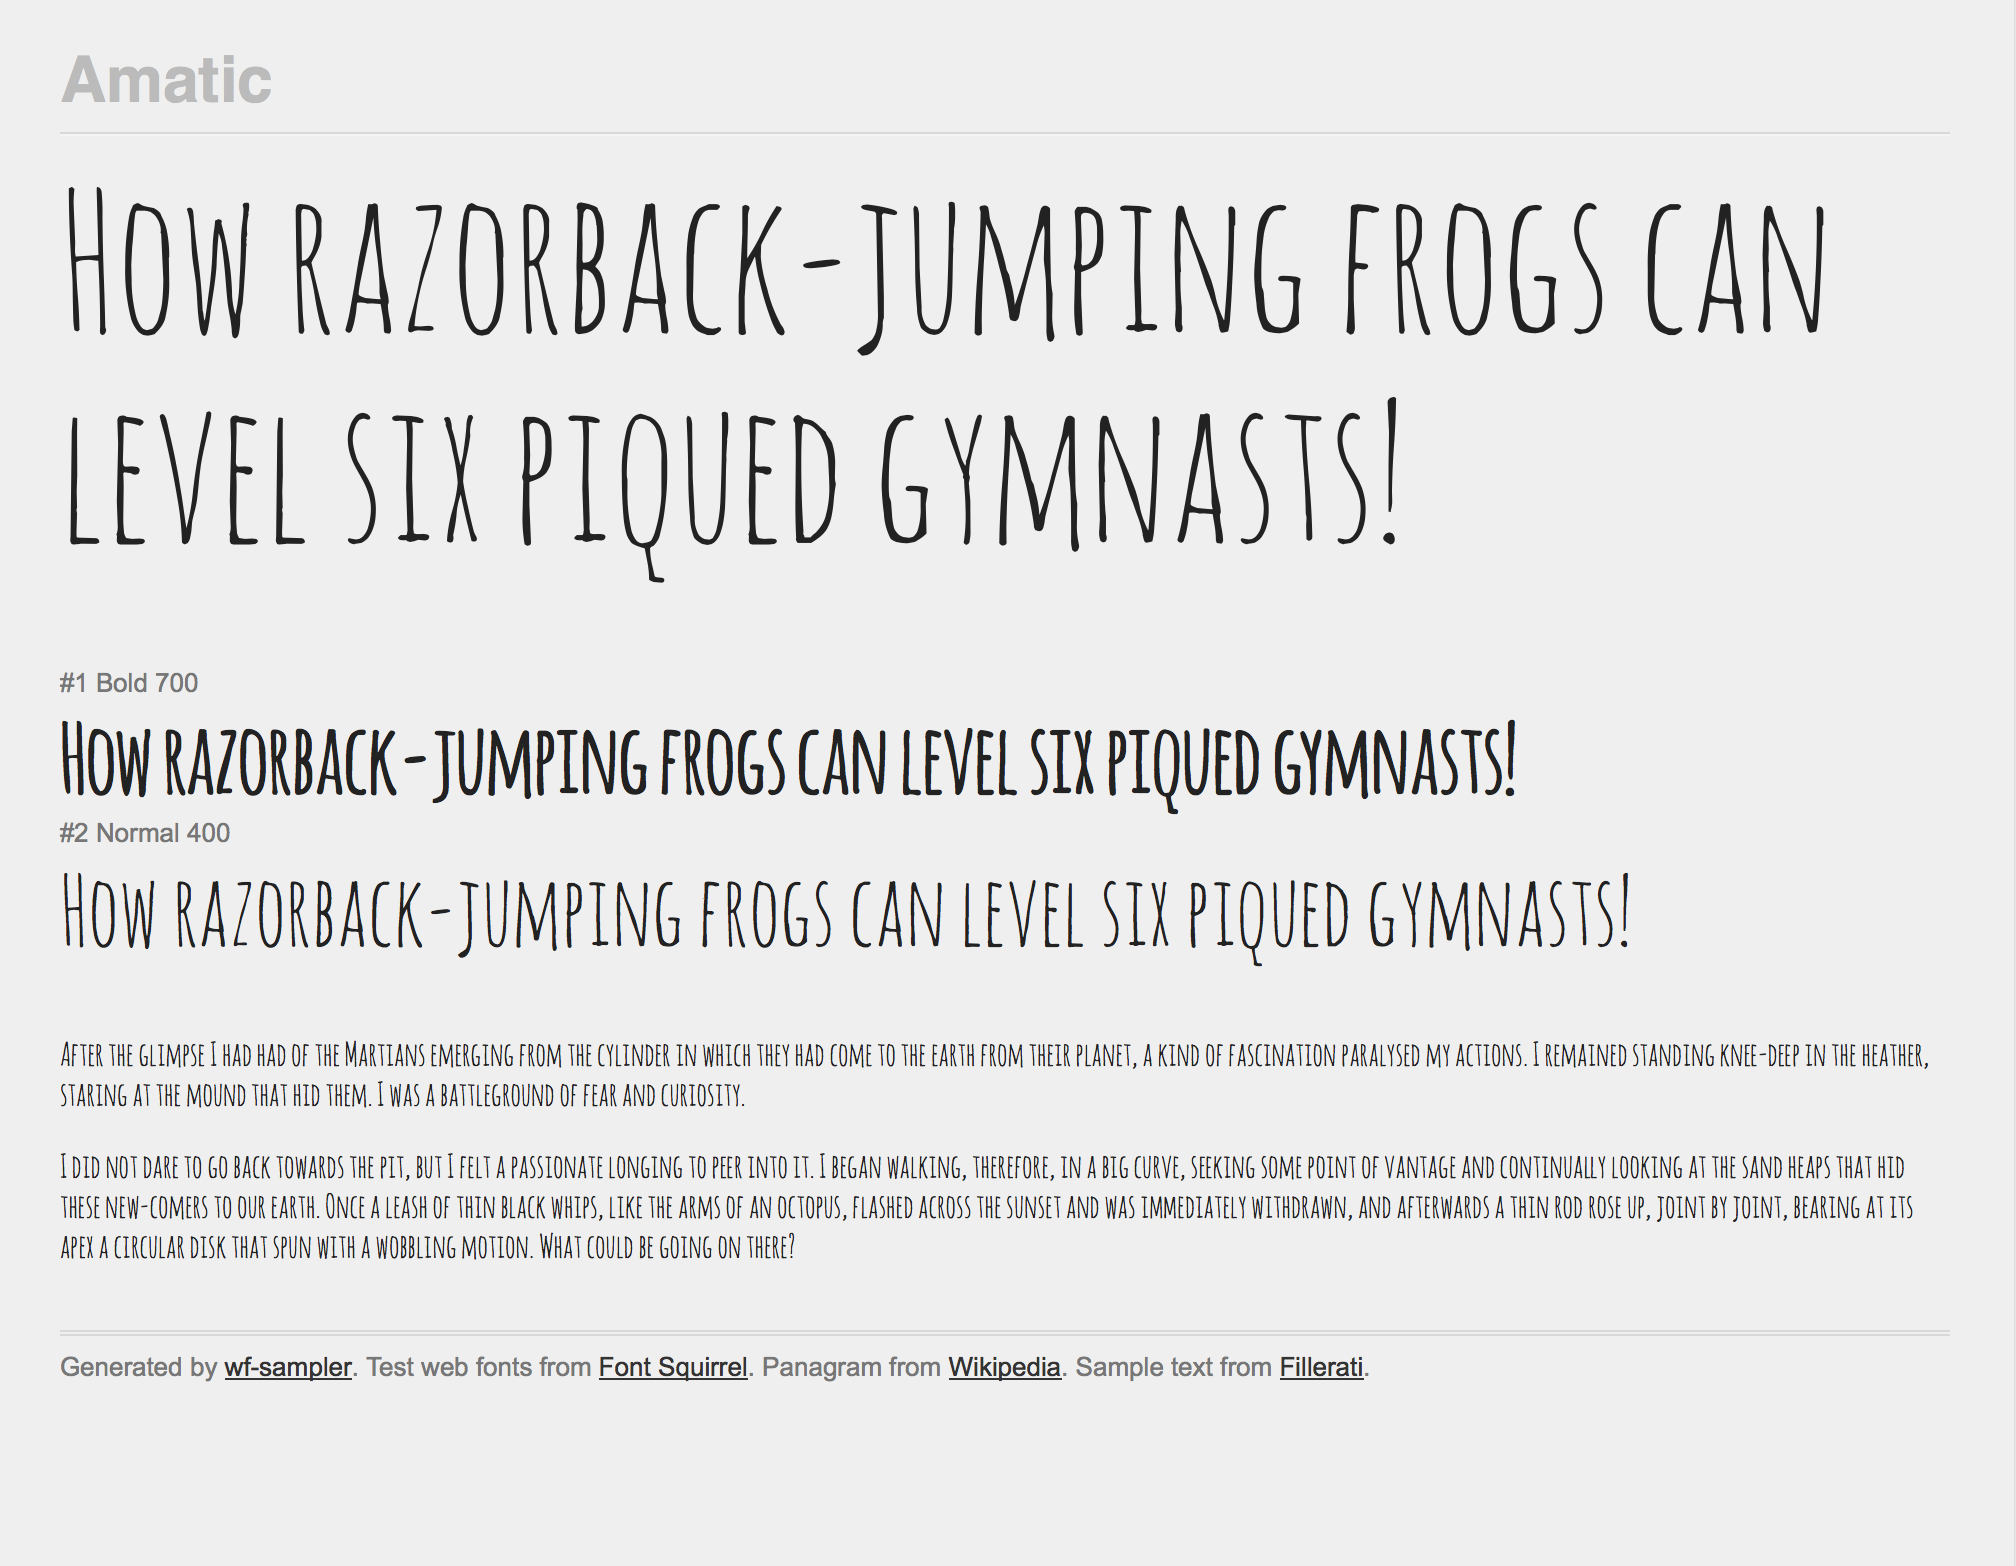 Amatic
How razorback-jumping frogs can
level six piqued gymnasts!
#1 Bold 700
How razorback-jumping frogs can level six piqued gymnasts!
#2 Normal 400
How razorback-jumping frogs can level six piqued gymnasts!
After the glimpse I had had of the Martians emerging from the cylinder in which they had come to the earth from their planet, a kind of fascination paralysed my actions. I remained standing knee-deep in the heather,
staring at the mound that hid them. I was a battleground of fear and curiosity.
I did not dare to go back towards the pit, but I felt a passionate longing to peer into it. I began walking, therefore, in a big curve, seeking some point of vantage and continually looking at the sand heaps that hid
these new-comers to our earth. Once a leash of thin black whips, like the arms of an octopus, flashed across the sunset and was immediately withdrawn, and afterwards a thin rod rose up, joint by joint, bearing at its
apex a circular disk that spun with a wobbling motion. What could be going on there?
Generated by wf-sampler. Test web fonts from Font Squirrel. Panagram from Wikipedia. Sample text from Fillerati.